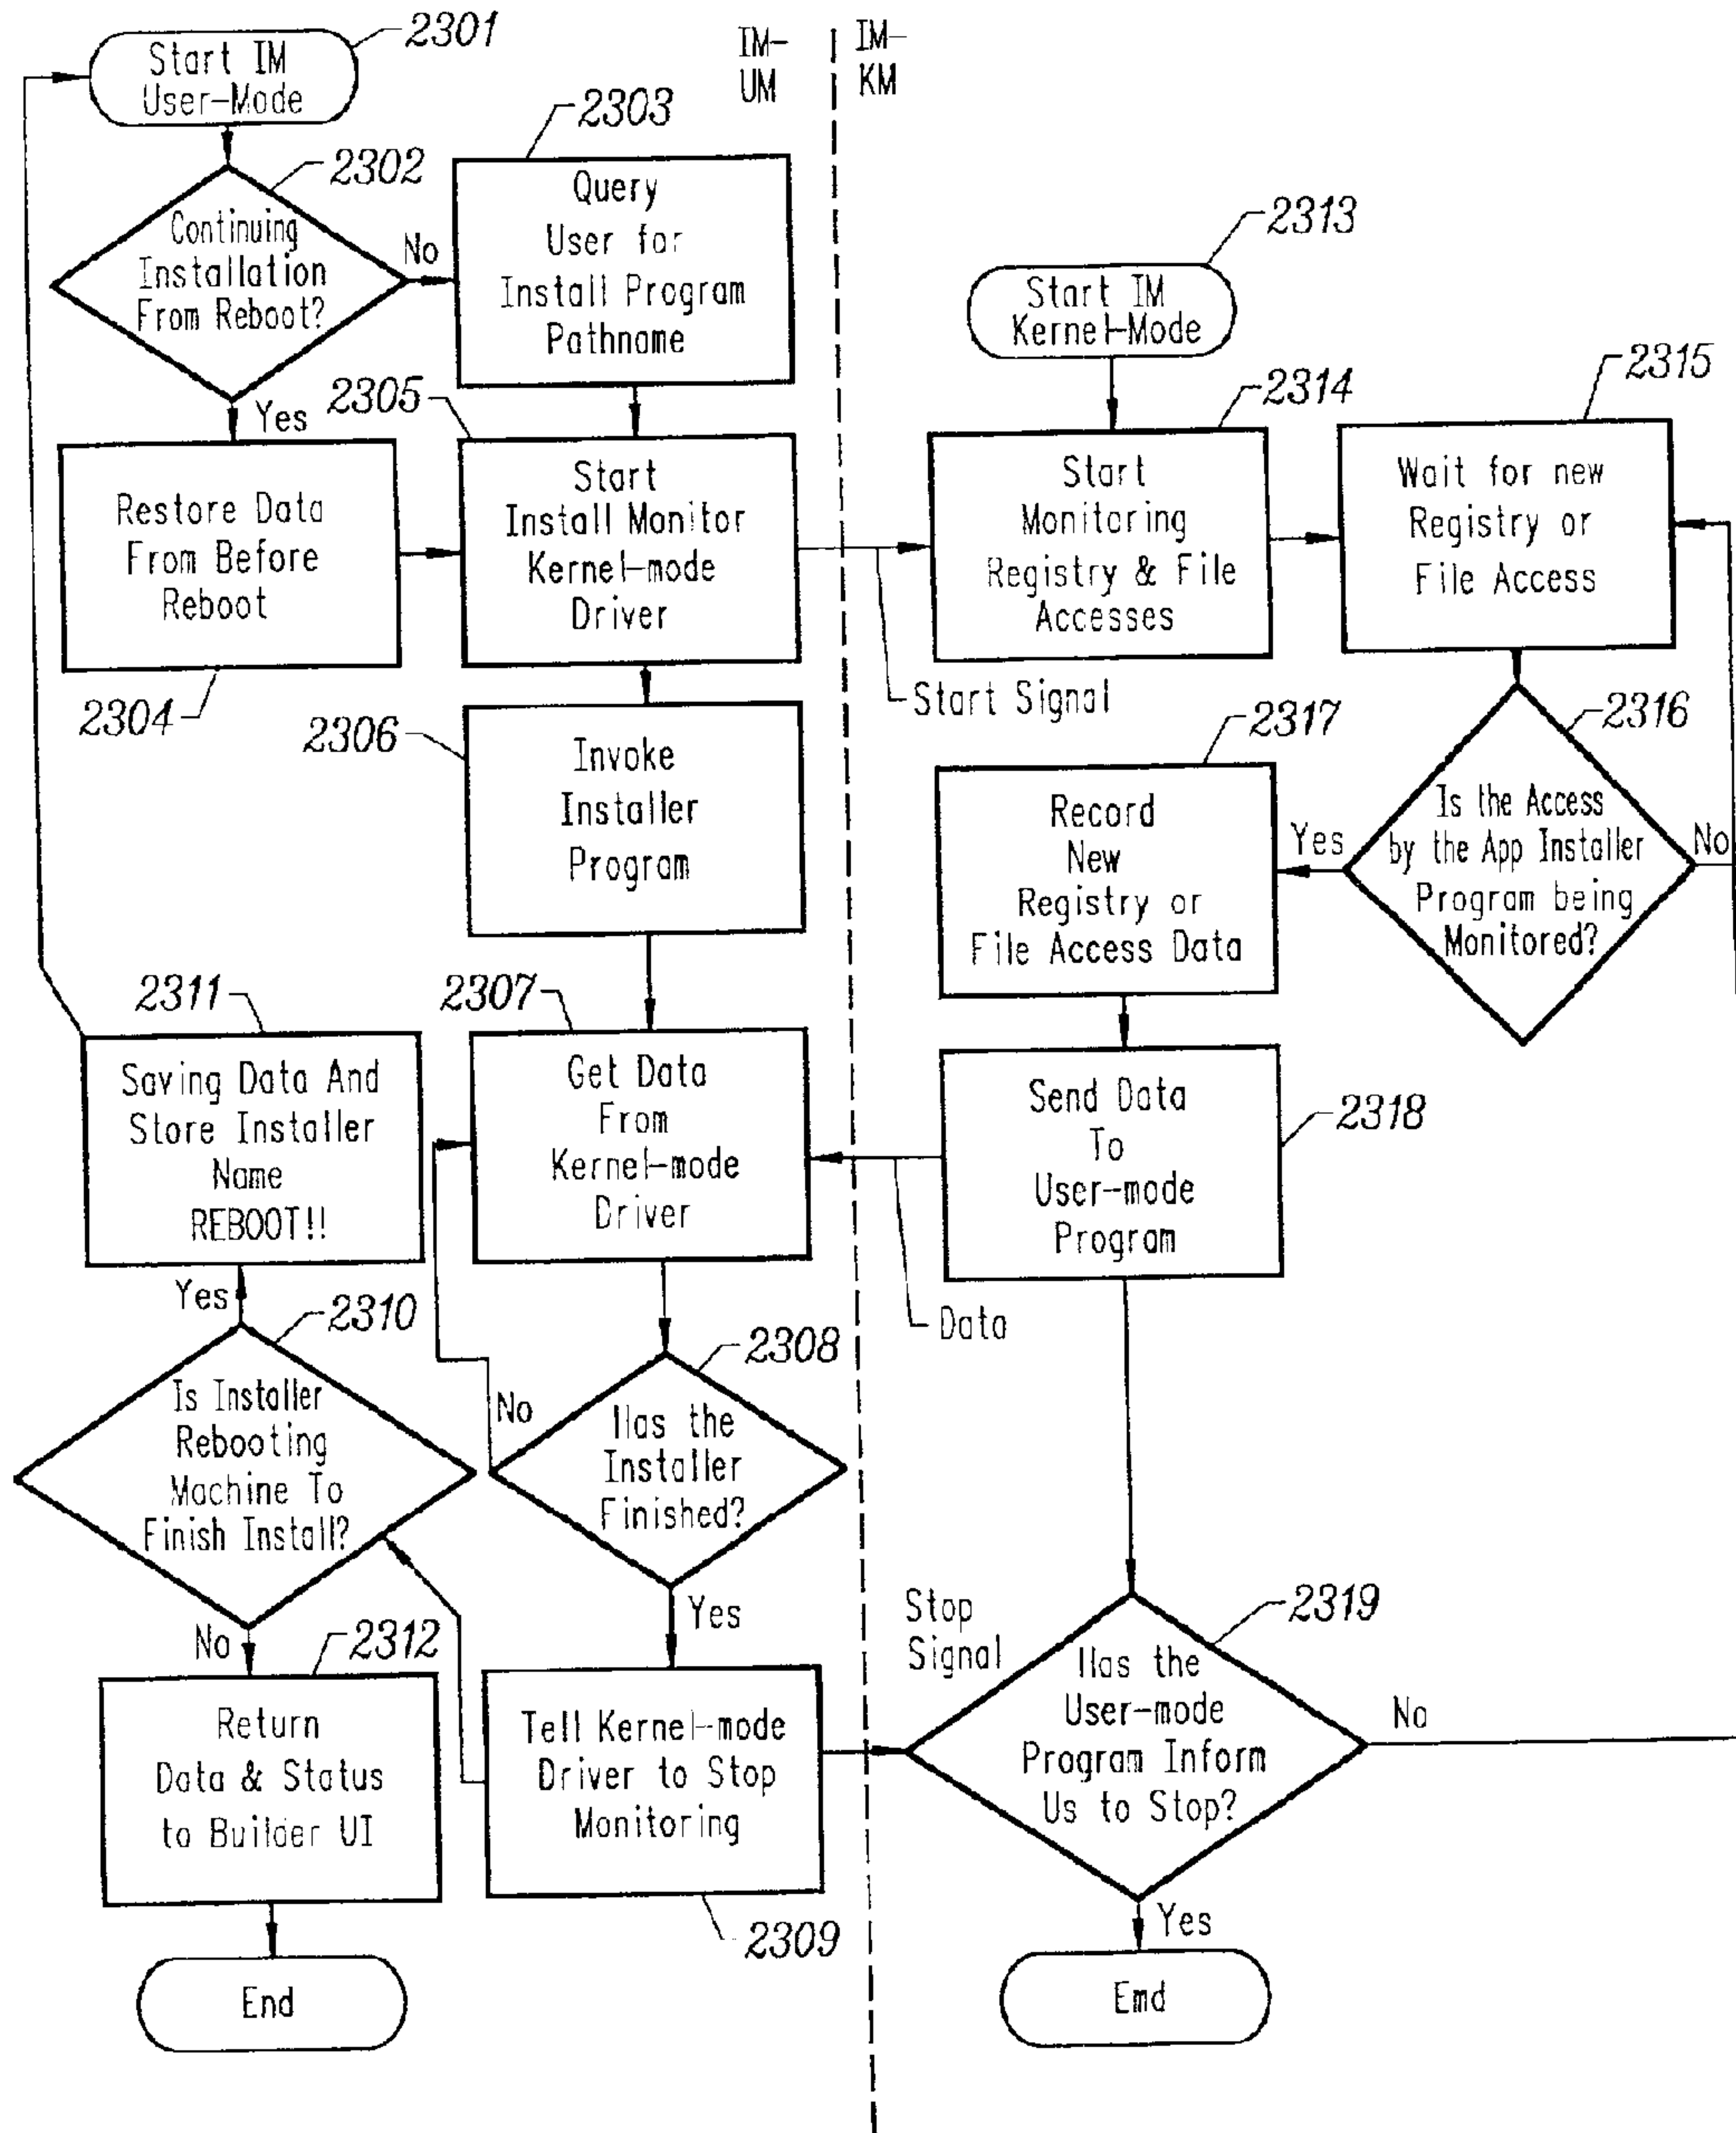 2301
Start IM
User-Mode
IM-
UM
IM-
KM
2302
Continuing
Installation
From Reboot?
No
Yes
2303
Query
User for
Install Program
Pathname
2304
Restore Data
From Before
Reboot
2305
Start
Install Monitor
Kernel-mode
Driver
Start Signal
2306
Invoke
Installer
Program
2307
Get Data
From
Kernel-mode
Driver
Data
2308
Has the
Installer
Finished?
No
Yes
2309
Tell Kernel-mode
Driver to Stop
Monitoring
2310
Is Installer
Rebooting
Machine To
Finish Install?
Yes
No
2311
Saving Data And
Store Installer
Name
REBOOT!!
2312
Return
Data & Status
to Builder UI
End
2313
Start IM
Kernel-Mode
2314
Start
Monitoring
Registry & File
Accesses
2315
Wait for new
Registry or
File Access
2316
Is the Access
by the App Installer
Program being
Monitored?
Yes
No
2317
Record
New
Registry or
File Access Data
2318
Send Data
To
User-mode
Program
Stop
Signal
2319
Has the
User-mode
Program Inform
Us to Stop?
No
Yes
Emd